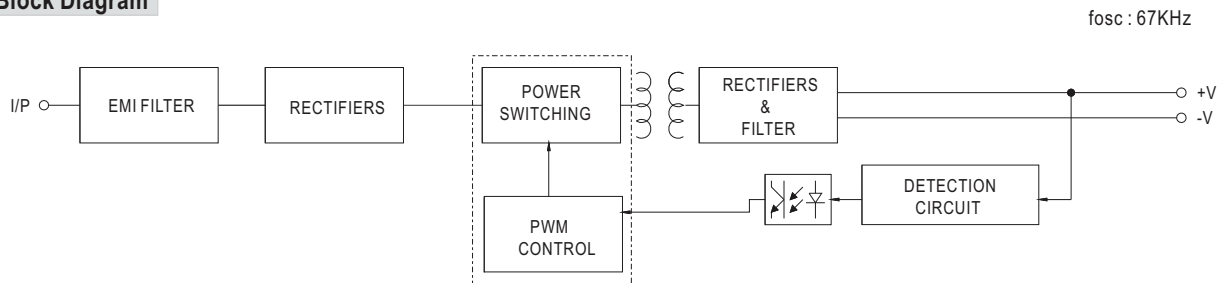 Block Diagram
fosc : 67KHz
I/P
EMI FILTER
RECTIFIERS
POWER
SWITCHING
RECTIFIERS
&
FILTER
+V
-V
DETECTION
CIRCUIT
PWM
CONTROL